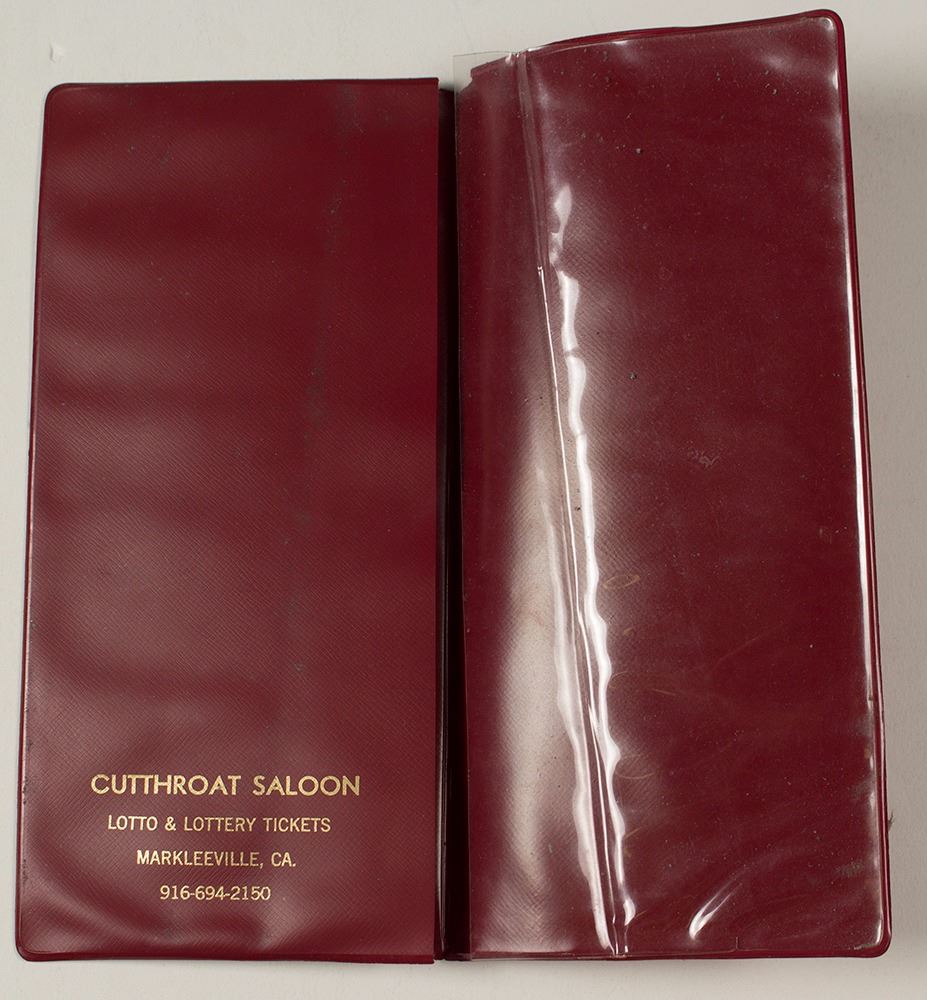 CUTTHROAT SALOON
LOTTO & LOTTERY TICKETS
MARKLEEVILLE, CA.
916-694-2150